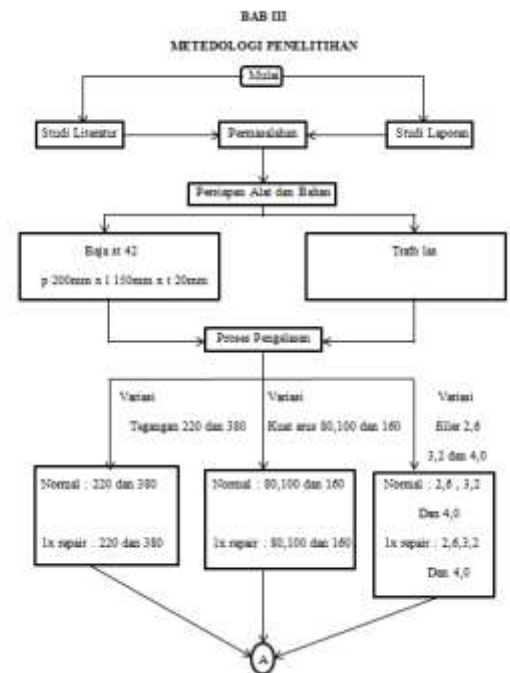 BAB III
METEDOLOGI PENELITIHAN
Mulai
Studi Literatur
Permasalahan
Studi Laporan
Persiapan Alat dan Bahan
Baja st 42
p 200mm x l 150mm x t 20mm
Trafo las
Proses Pengelasan
Variasi
Tegangan 220 dan 380
Variasi
Kuat arus 80,100 dan 160
Variasi
filler 2,6
3,2 dan 4,0
Normal : 220 dan 380
1x repair : 220 dan 380
Normal : 80,100 dan 160
1x repair : 80,100 dan 160
Normal : 2,6 , 3,2
Dan 4,0
1x repair : 2,6,3,2
Dan 4,0
A